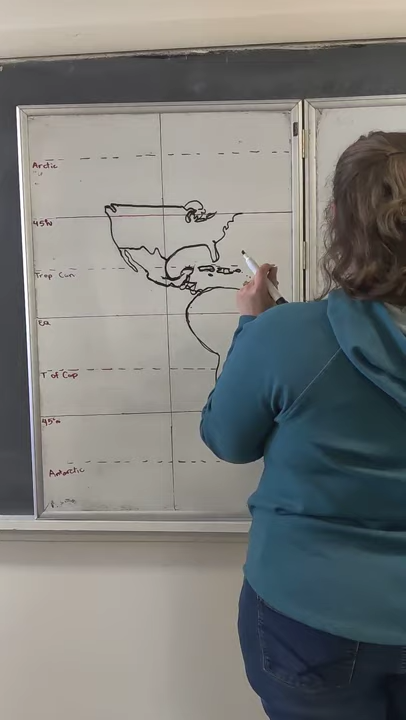 Arctic
45°N
Trop Can
EQ
T of Cap
45°S
Antarctic